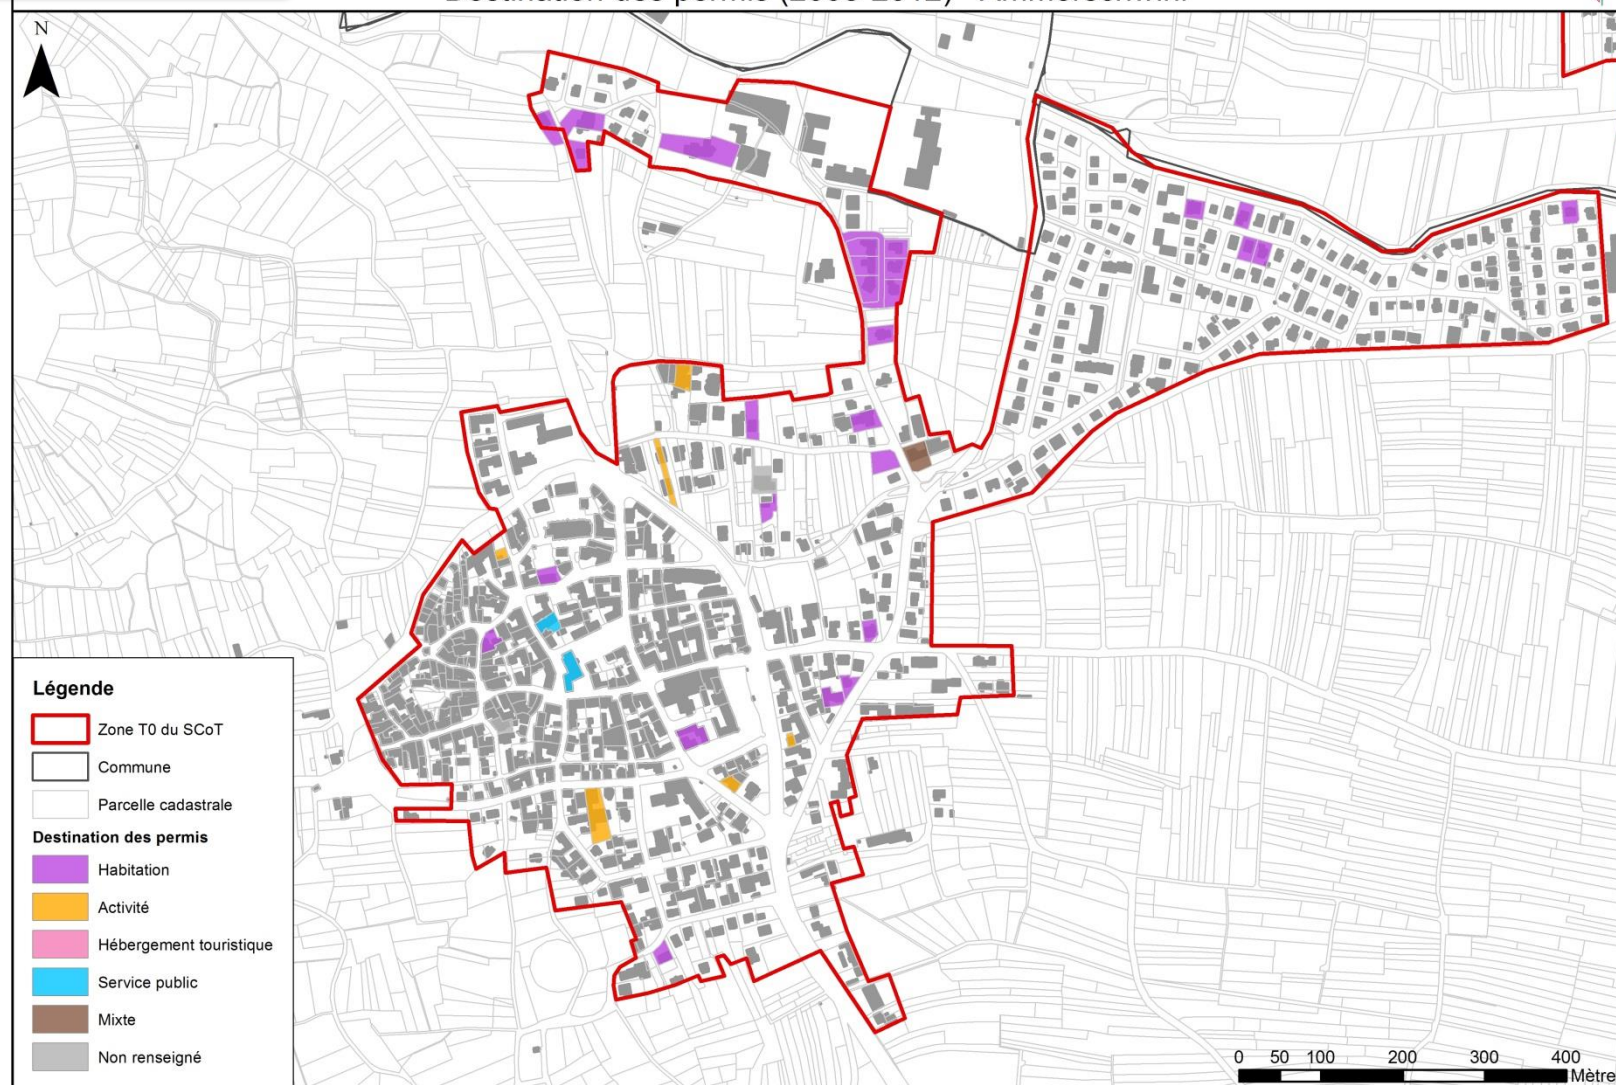 N
Légende
Zone T0 du SCoT
Commune
Parcelle cadastrale
Destination des permis
Habitation
Activité
Hébergement touristique
Service public
Mixte
Non renseigné
0 50 100 200 300 400
Mètre